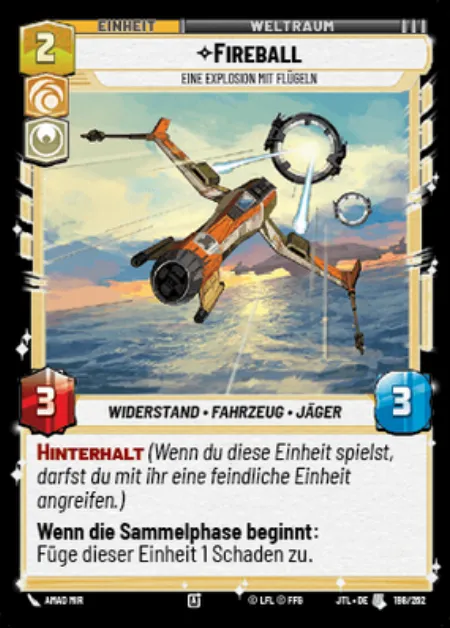 EINHEIT WELTRAUM
2
FIREBALL
EINE EXPLOSION MIT FLÜGELN
3
WIDERSTAND • FAHRZEUG • JÄGER
3
HINTERHALT (Wenn du diese Einheit spielst,
darfst du mit ihr eine feindliche Einheit
angreifen.)
Wenn die Sammelphase beginnt:
Füge dieser Einheit 1 Schaden zu.
AMAD MIR A © LFL © FFG JTL • DE 196/262